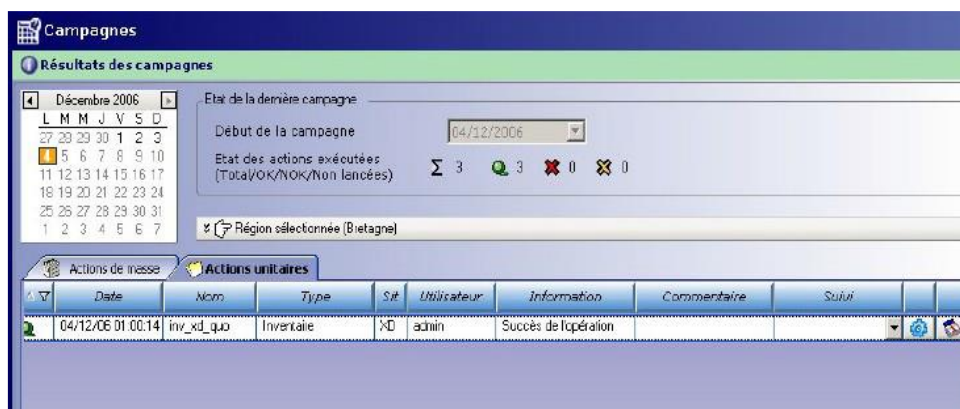 Campagnes
Résultats des campagnes
Décembre 2006
L M M J V S D
27 28 29 30 1 2 3
4 5 6 7 8 9 10
11 12 13 14 15 16 17
18 19 20 21 22 23 24
25 26 27 28 29 30 31
1 2 3 4 5 6 7
Etat de la dernière campagne
Début de la campagne 04/12/2006
Etat des actions exécutées
(Total/OK/NOK/Non lancées) Σ 3 3 0 0
Région sélectionnée (Bretagne)
Actions de masse Actions unitaires
Date Nom Type Sit Utilisateur Information Commentaire Suivi
04/12/06 01:00:14 inv_xd_quo Inventaire XD admin Succès de l'opération